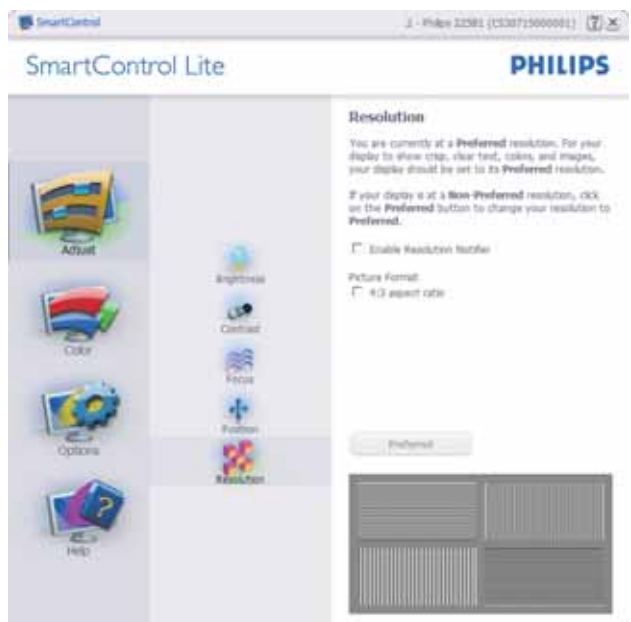 SmartControl
SmartControl Lite
PHILIPS
Resolution
You are currently at a Preferred resolution. For your
display to show crisp, clear text, colors, and images,
your display should be set to its Preferred resolution.
If your display is at a Non-Preferred resolution, click
on the Preferred button to change your resolution to
Preferred.
Enable Resolution Notifier
Picture Format
4:3 aspect ratio
Preferred
Adjust
Color
Options
Help
Brightness
Contrast
Focus
Position
Resolution